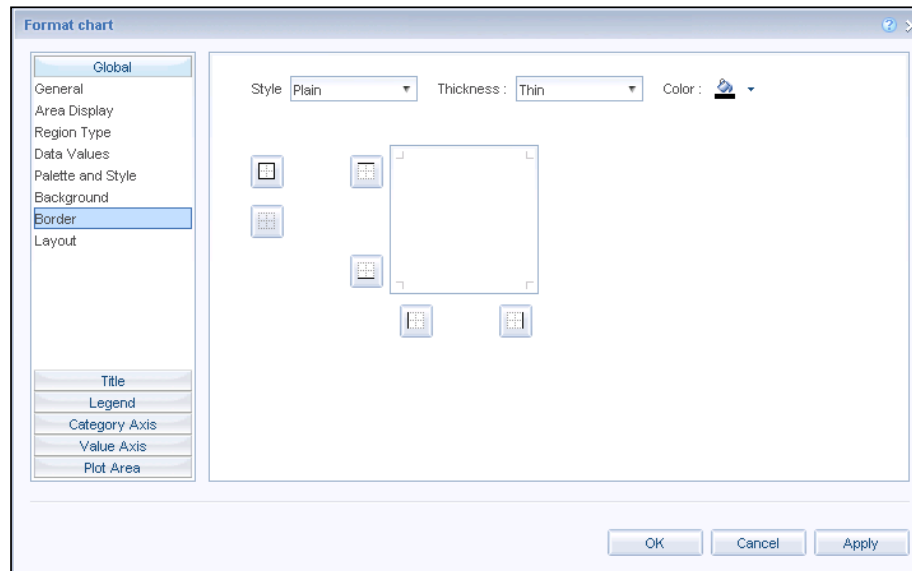 Format chart
Global
General
Area Display
Region Type
Data Values
Palette and Style
Background
Border
Layout
Title
Legend
Category Axis
Value Axis
Plot Area
Style Plain Thickness : Thin Color :
OK Cancel Apply